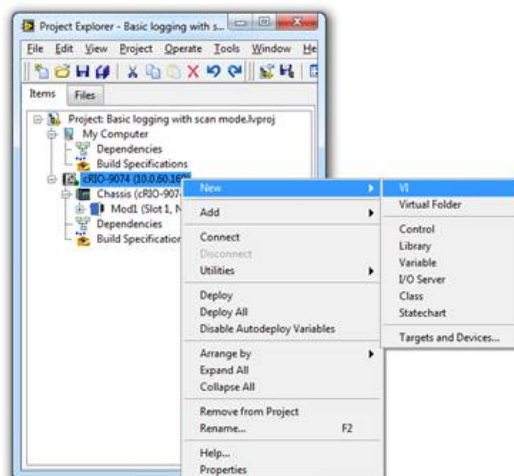 Project Explorer - Basic logging with s...
File Edit View Project Operate Tools Window He
Items Files
Project: Basic logging with scan mode.lvproj
My Computer
Dependencies
Build Specifications
cRIO-9074 (10.0.60.169)
Chassis (cRIO-907
Mod1 (Slot 1, N
Dependencies
Build Specification
New
Add
Connect
Disconnect
Utilities
Deploy
Deploy All
Disable Autodeploy Variables
Arrange by
Expand All
Collapse All
Remove from Project
Rename... F2
Help...
Properties
VI
Virtual Folder
Control
Library
Variable
I/O Server
Class
Statechart
Targets and Devices...